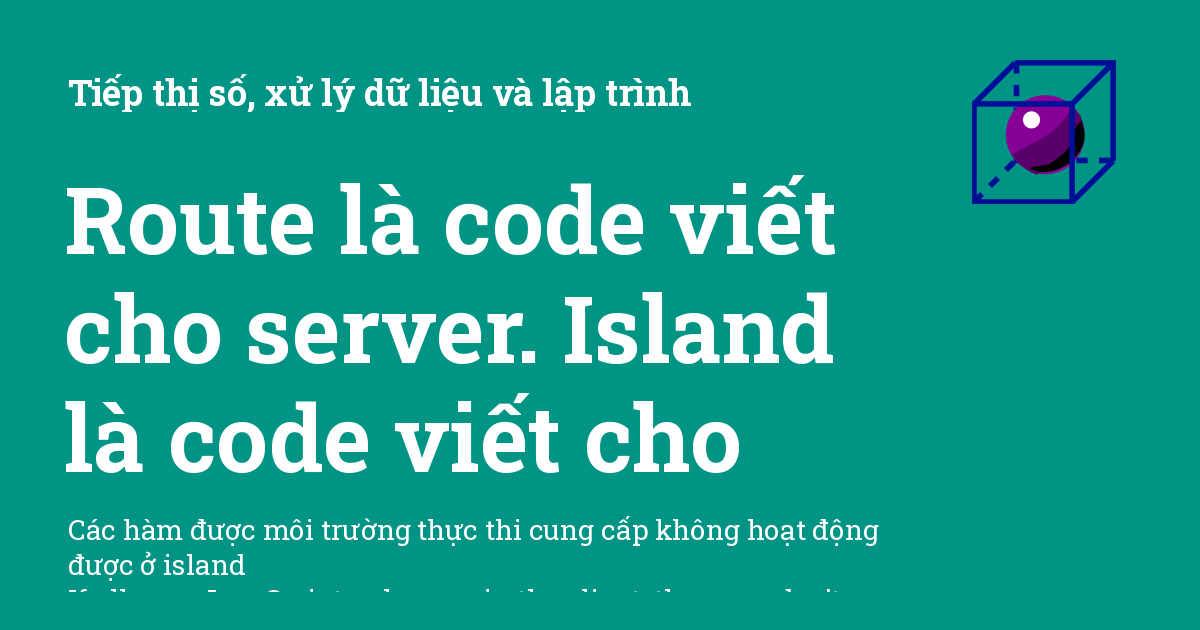 Tiếp thị số, xử lý dữ liệu và lập trình
Route là code viết
cho server. Island
là code viết cho
Các hàm được môi trường thực thi cung cấp không hoạt động
được ở island